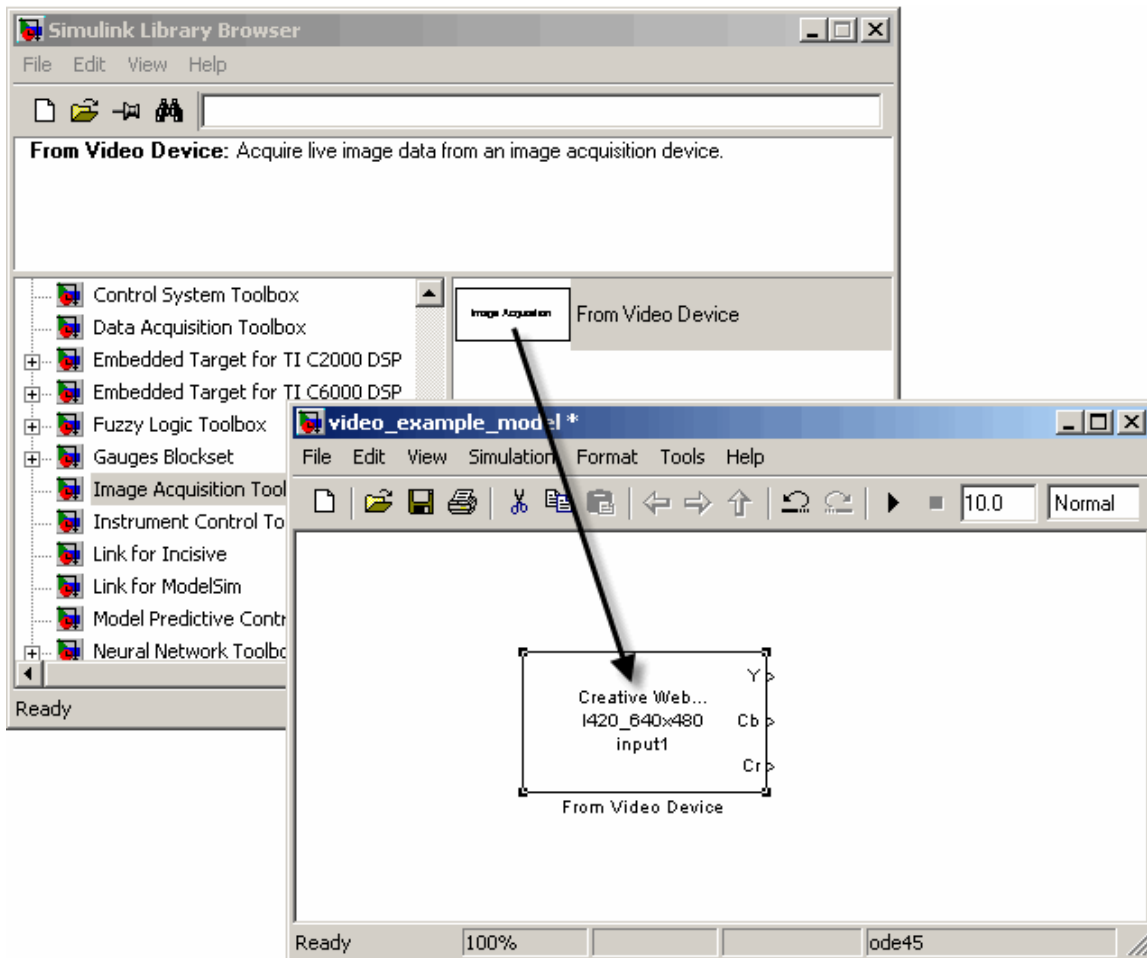 Simulink Library Browser
File Edit View Help
From Video Device: Acquire live image data from an image acquisition device.
Control System Toolbox
Data Acquisition Toolbox
Embedded Target for TI C2000 DSP
Embedded Target for TI C6000 DSP
Fuzzy Logic Toolbox
Gauges Blockset
Image Acquisition Tool
Instrument Control To
Link for Incisive
Link for ModelSim
Model Predictive Contr
Neural Network Toolbo
Ready
Image Acquisition
From Video Device
video_example_model *
File Edit View Simulation Format Tools Help
10.0 Normal
Creative Web...
I420_640x480
input1
Y
Cb
Cr
From Video Device
Ready 100% ode45